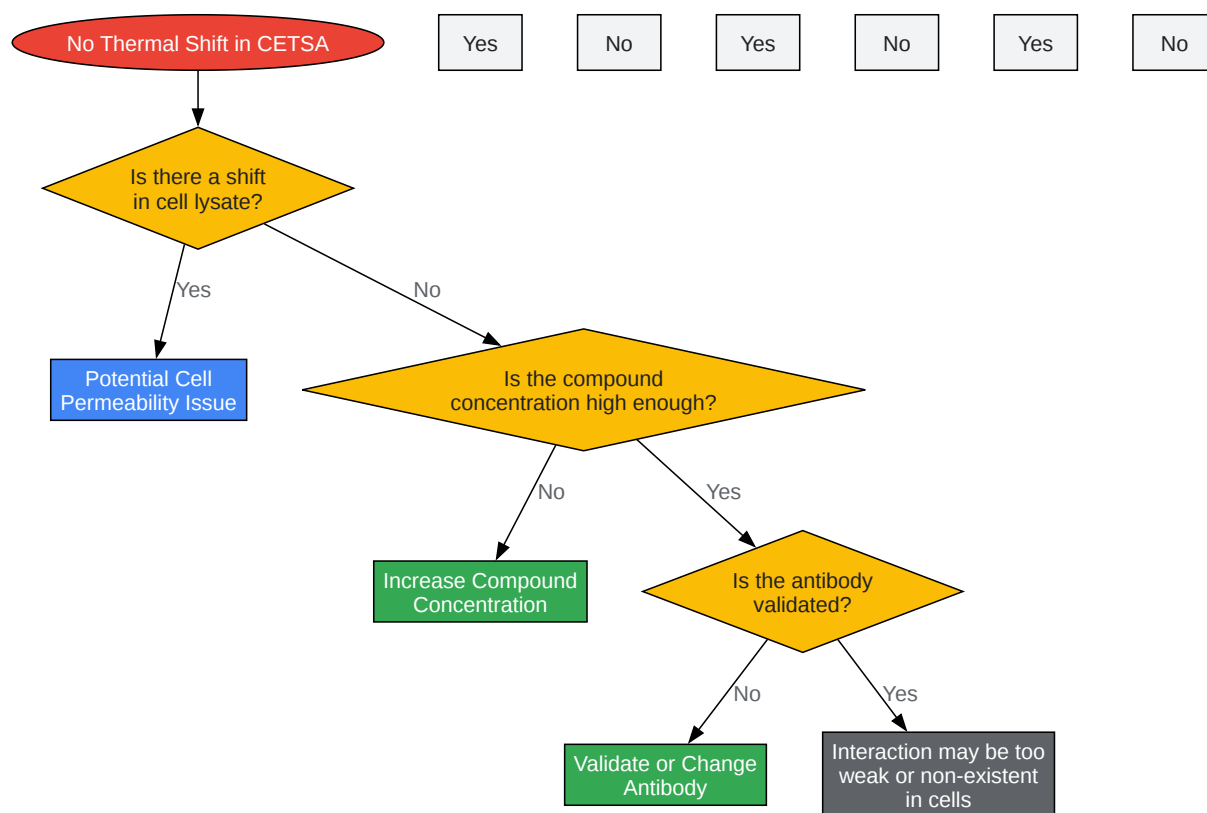 No Thermal Shift in CETSA
Yes
No
Yes
No
Yes
No
Is there a shift
in cell lysate?
Yes
No
Potential Cell
Permeability Issue
Is the compound
concentration high enough?
No
Yes
Increase Compound
Concentration
Is the antibody
validated?
No
Yes
Validate or Change
Antibody
Interaction may be too
weak or non-existent
in cells